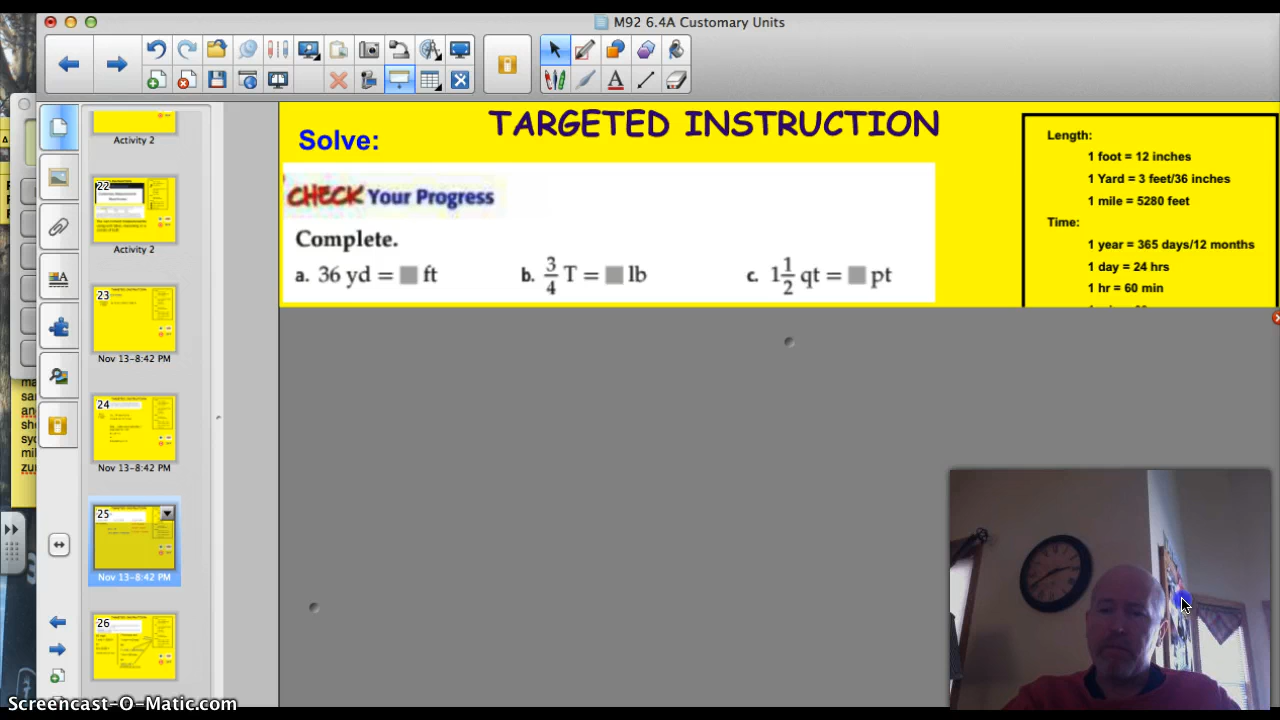 M92 6.4A Customary Units
Activity 2
22
Activity 2
23
Nov 13-8:42 PM
24
Nov 13-8:42 PM
25
Nov 13-8:42 PM
26
TARGETED INSTRUCTION
Solve:
CHECK Your Progress
Complete.
a. 36 yd = ft
b. 3/4 T = lb
c. 1 1/2 qt = pt
Length:
1 foot = 12 inches
1 Yard = 3 feet/36 inches
1 mile = 5280 feet
Time:
1 year = 365 days/12 months
1 day = 24 hrs
1 hr = 60 min
Screencast-O-Matic.com